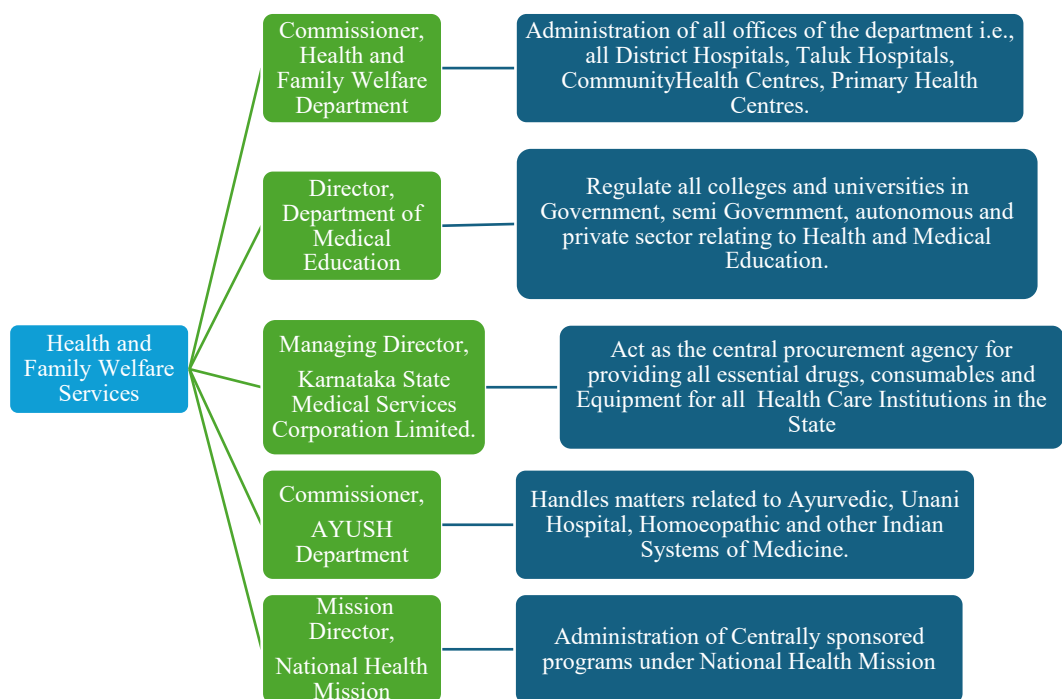 Health and
Family Welfare
Services
Commissioner,
Health and
Family Welfare
Department
Administration of all offices of the department i.e.,
all District Hospitals, Taluk Hospitals,
CommunityHealth Centres, Primary Health
Centres.
Director,
Department of
Medical
Education
Regulate all colleges and universities in
Government, semi Government, autonomous and
private sector relating to Health and Medical
Education.
Managing Director,
Karnataka State
Medical Services
Corporation Limited.
Act as the central procurement agency for
providing all essential drugs, consumables and
Equipment for all Health Care Institutions in the
State
Commissioner,
AYUSH
Department
Handles matters related to Ayurvedic, Unani
Hospital, Homoeopathic and other Indian
Systems of Medicine.
Mission
Director,
National Health
Mission
Administration of Centrally sponsored
programs under National Health Mission